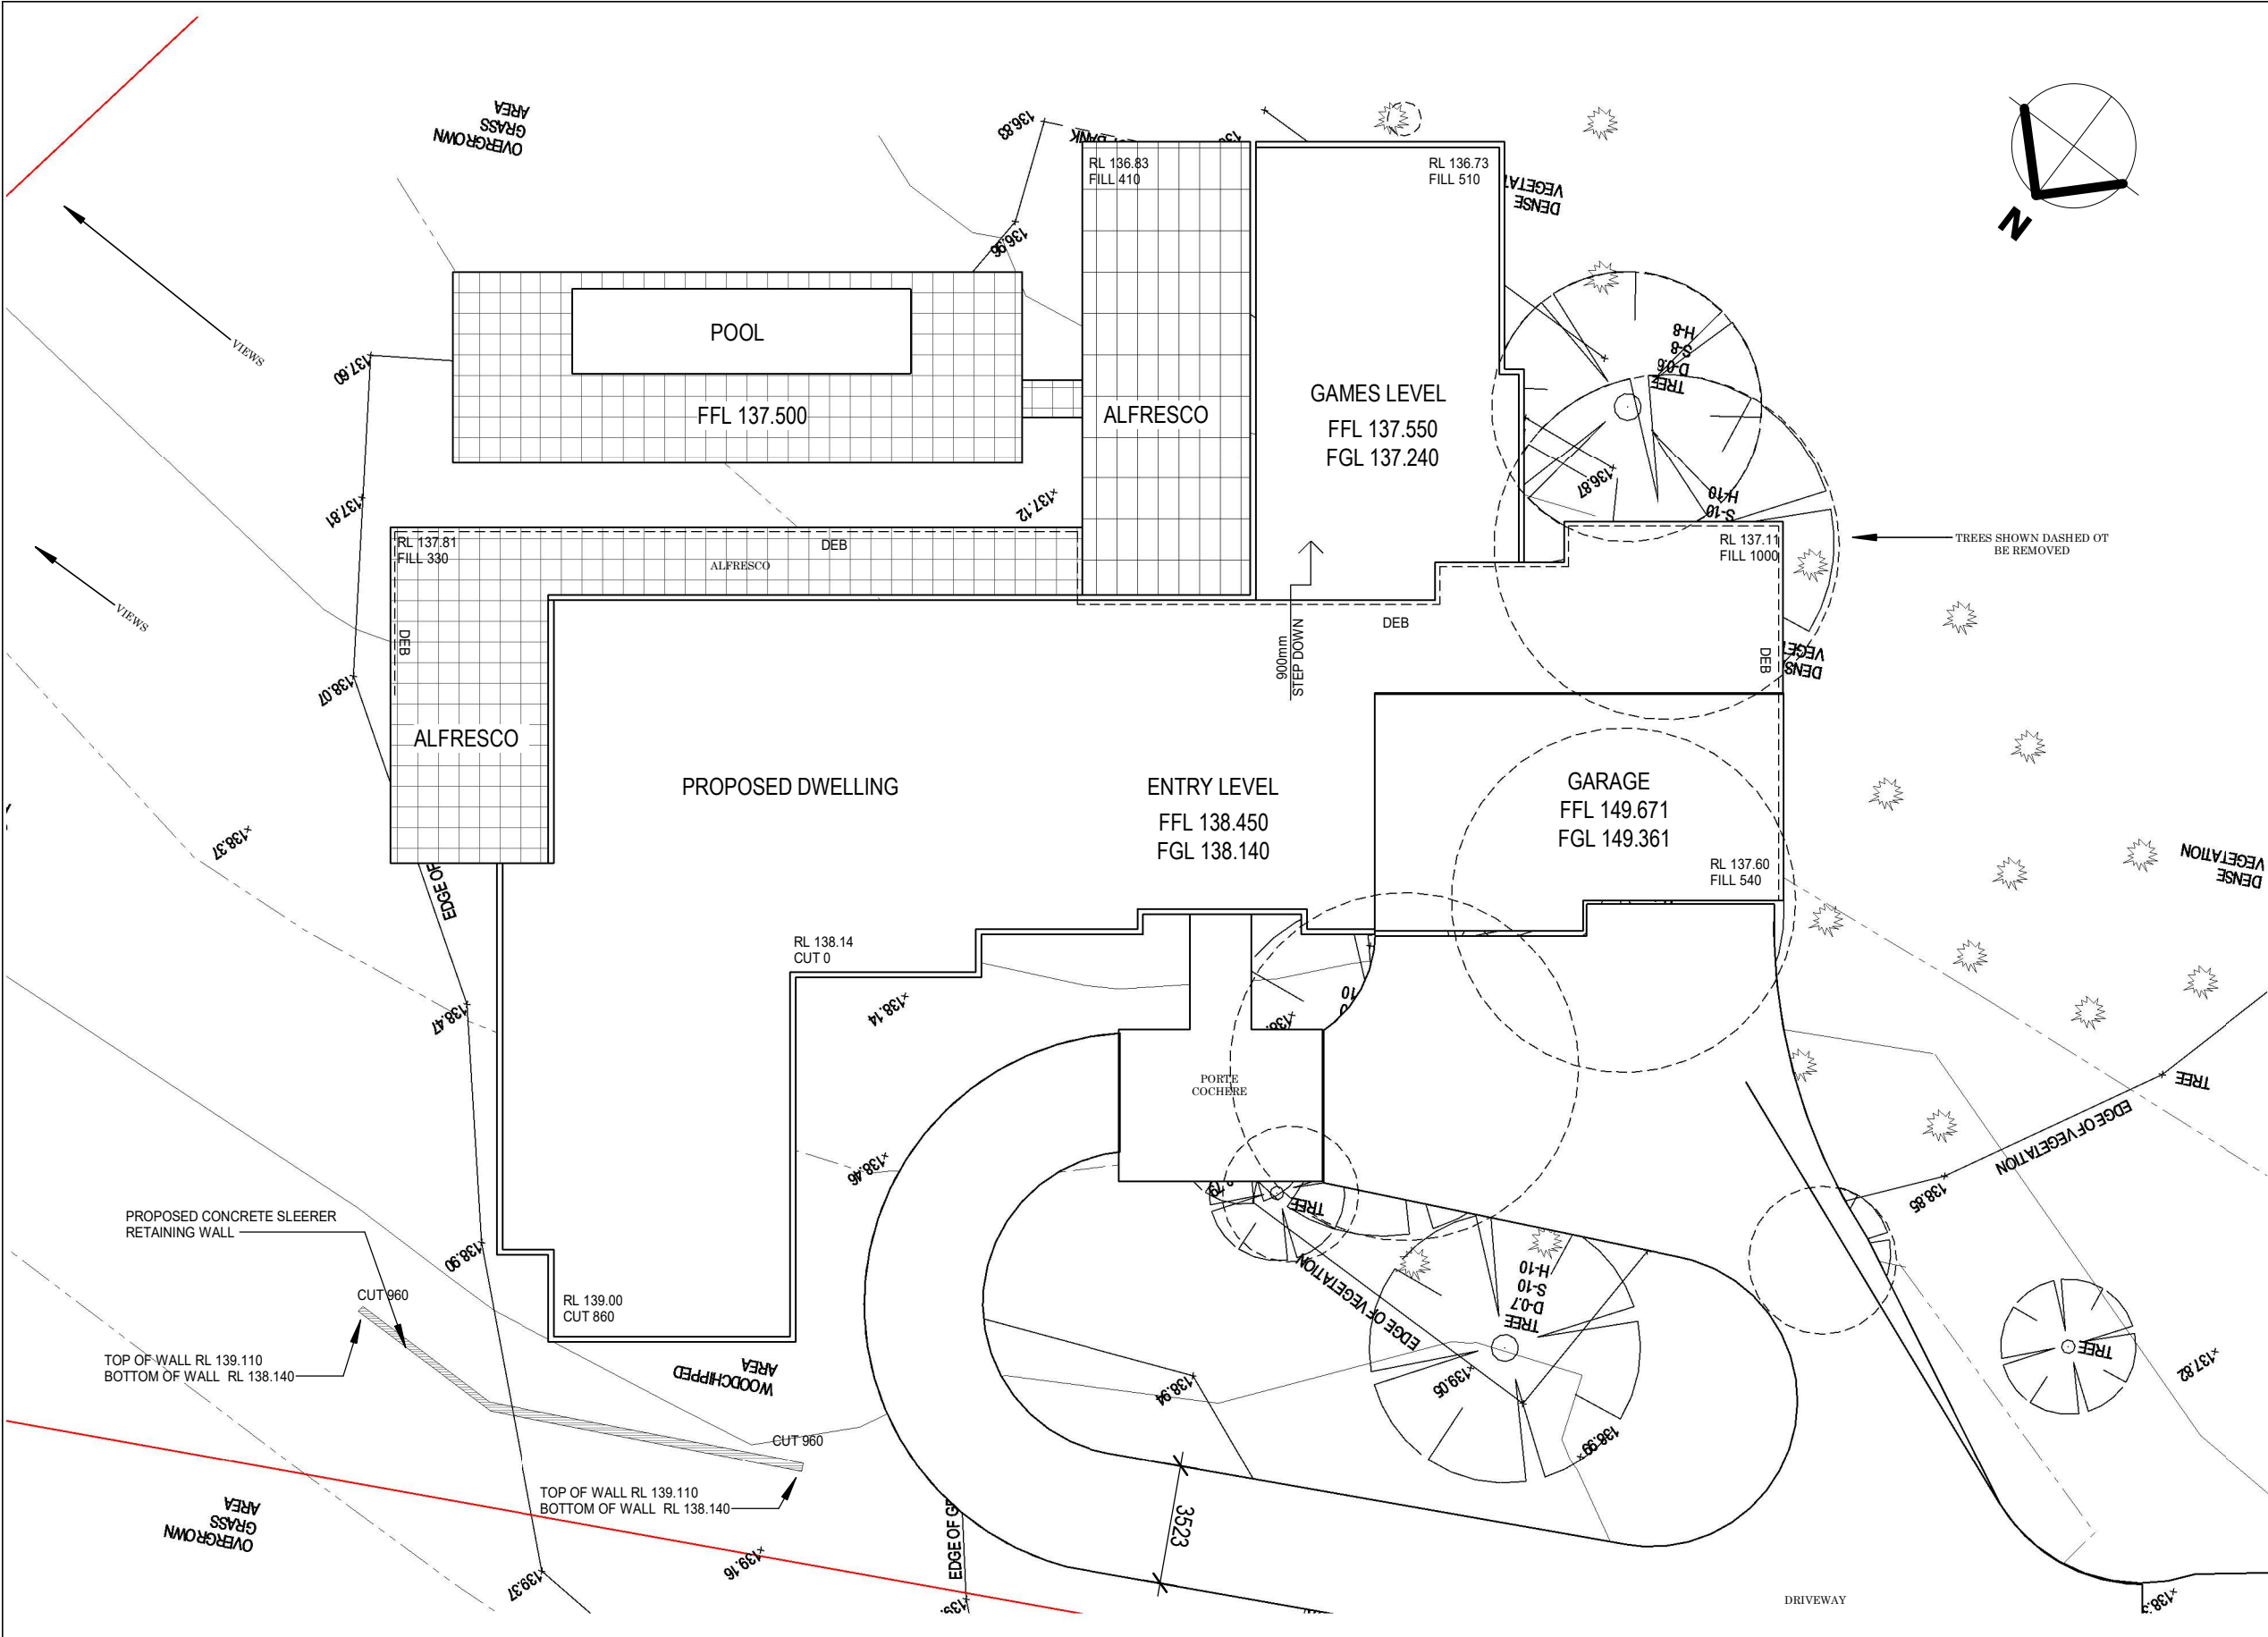 OVERGROWN
GRASS
AREA
136.83
BANK
RL 136.83
FILL 410
RL 136.73
FILL 510
DENSE
N
136.96
VIEWS
137.60
POOL
FFL 137.500
ALFRESCO
GAMES LEVEL
FFL 137.550
FGL 137.240
TREE
D-0.6
S-8
H-8
136.87
S-10
H-10
137.81
137.12
RL 137.81
FILL 330
DEB
ALFRESCO
RL 137.11
FILL 1000
TREES SHOWN DASHED OT
BE REMOVED
VIEWS
DEB
900mm
STEP DOWN
DEB
DEB
138.07
ALFRESCO
PROPOSED DWELLING
ENTRY LEVEL
FFL 138.450
FGL 138.140
GARAGE
FFL 149.671
FGL 149.361
RL 137.60
FILL 540
138.37
EDGE OF
DENSE
VEGETATION
RL 138.14
CUT 0
138.47
138.14
10
138.
PORTE
COCHERE
TREE
EDGE OF VEGETATION
138.85
138.46
TREE
EDGE OF VEGETATION
PROPOSED CONCRETE SLEERER
RETAINING WALL
138.90
CUT 960
RL 139.00
CUT 860
TREE
D-0.7
S-10
H-10
TREE
137.82
TOP OF WALL RL 139.110
BOTTOM OF WALL RL 138.140
WOODCHIPPED
AREA
138.94
139.05
138.99
CUT 960
TOP OF WALL RL 139.110
BOTTOM OF WALL RL 138.140
OVERGROWN
GRASS
AREA
EDGE OF
3523
139.16
139.37
139.
DRIVEWAY